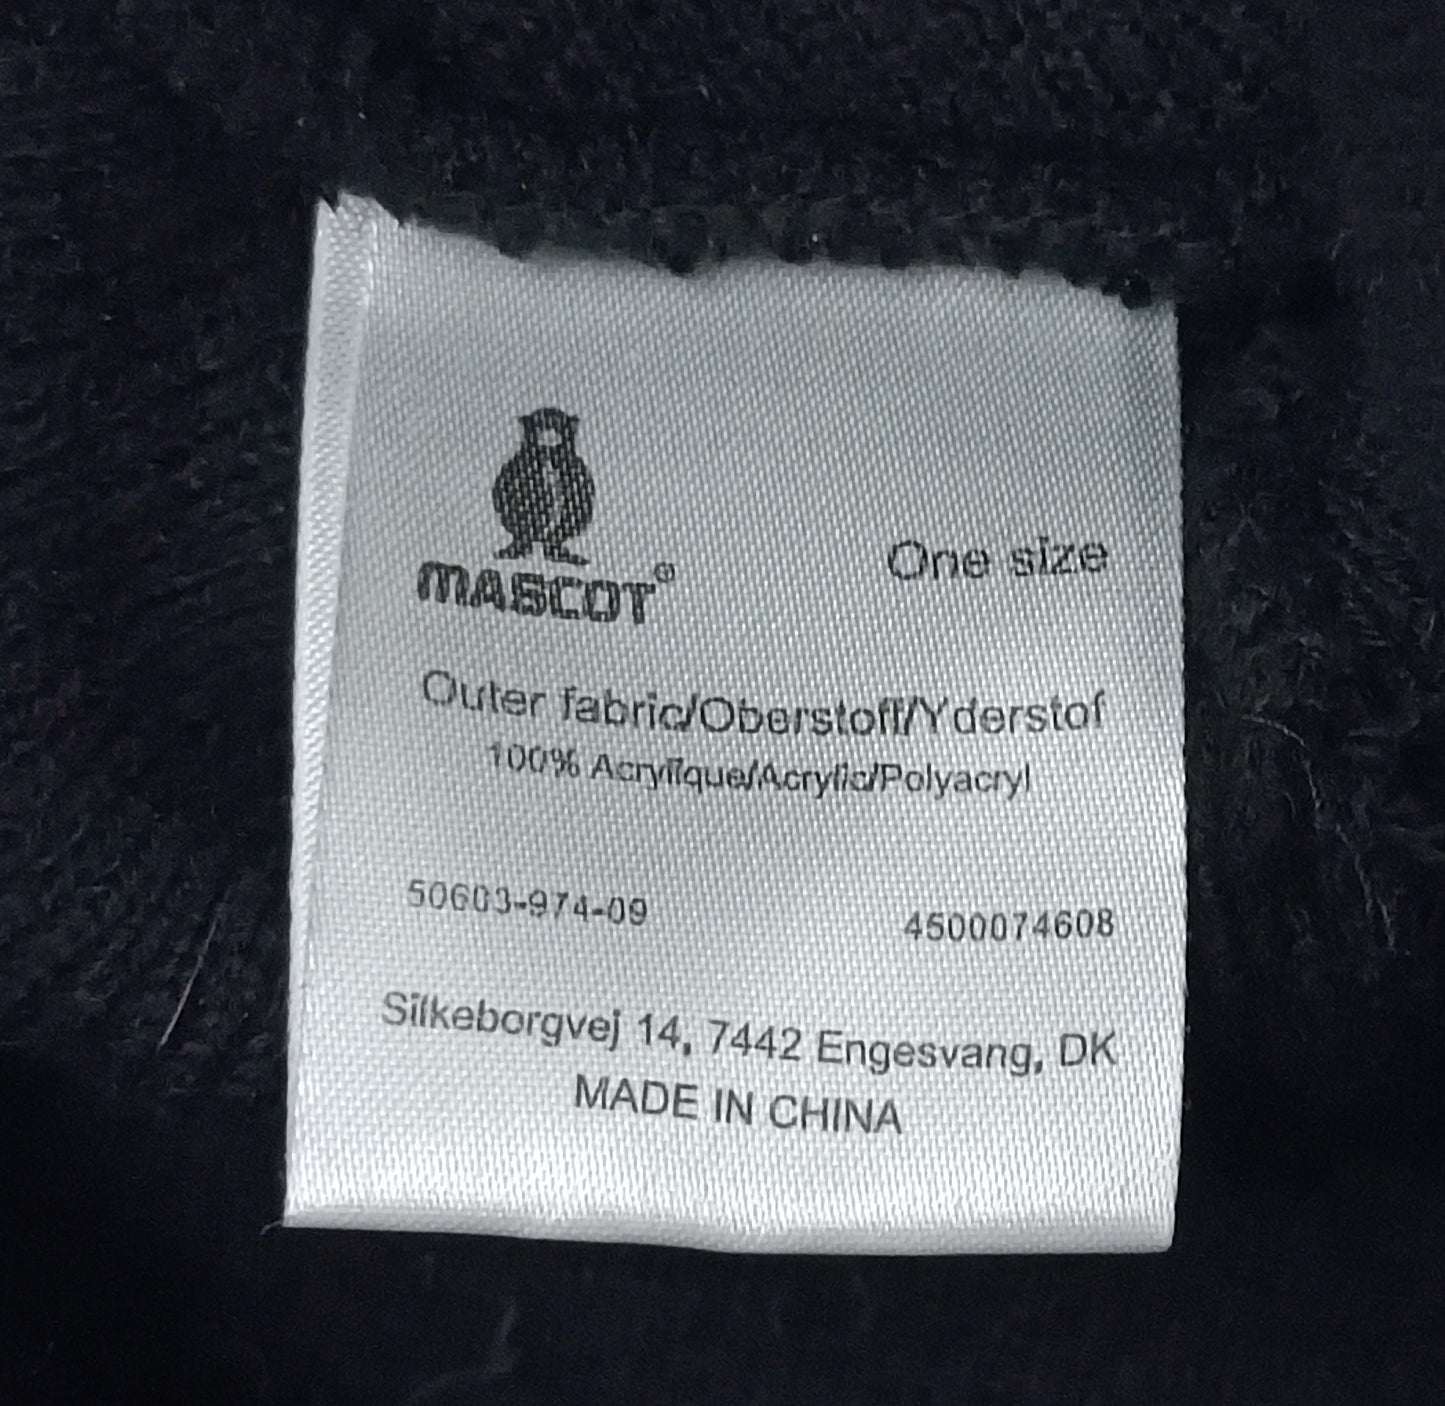 MASCOT®
One size
Outer fabric/Oberstoff/Yderstof
100% Acrylique/Acrylic/Polyacryl
50603-974-09
4500074608
Silkeborgvej 14, 7442 Engesvang, DK
MADE IN CHINA